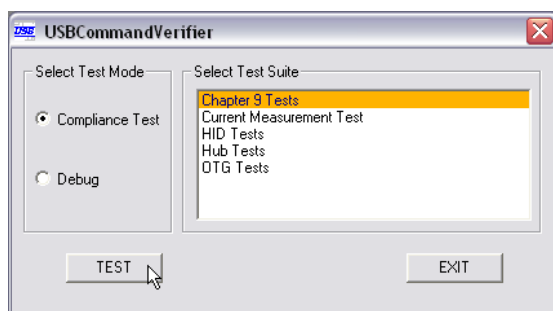 USB USBCommandVerifier
Select Test Mode
Select Test Suite
Compliance Test
Debug
Chapter 9 Tests
Current Measurement Test
HID Tests
Hub Tests
OTG Tests
TEST
EXIT